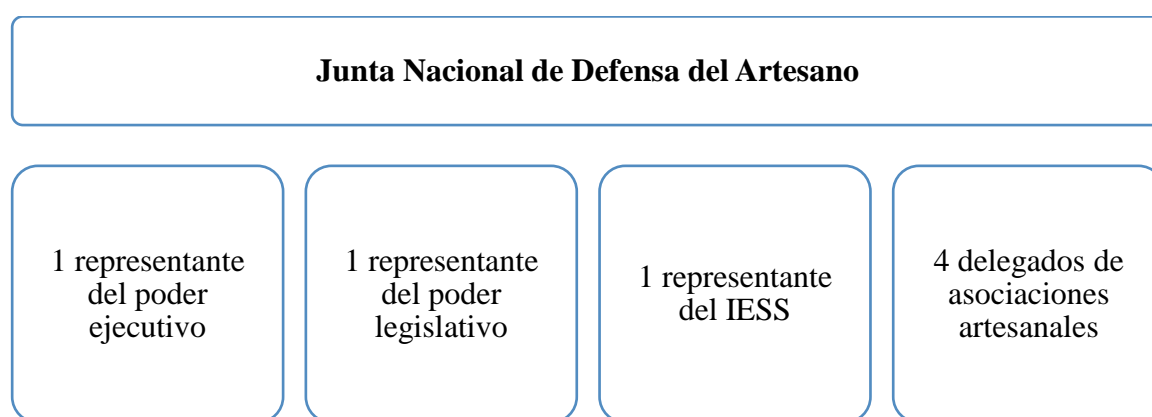 Junta Nacional de Defensa del Artesano
1 representante
del poder
ejecutivo
1 representante
del poder
legislativo
1 representante
del IESS
4 delegados de
asociaciones
artesanales